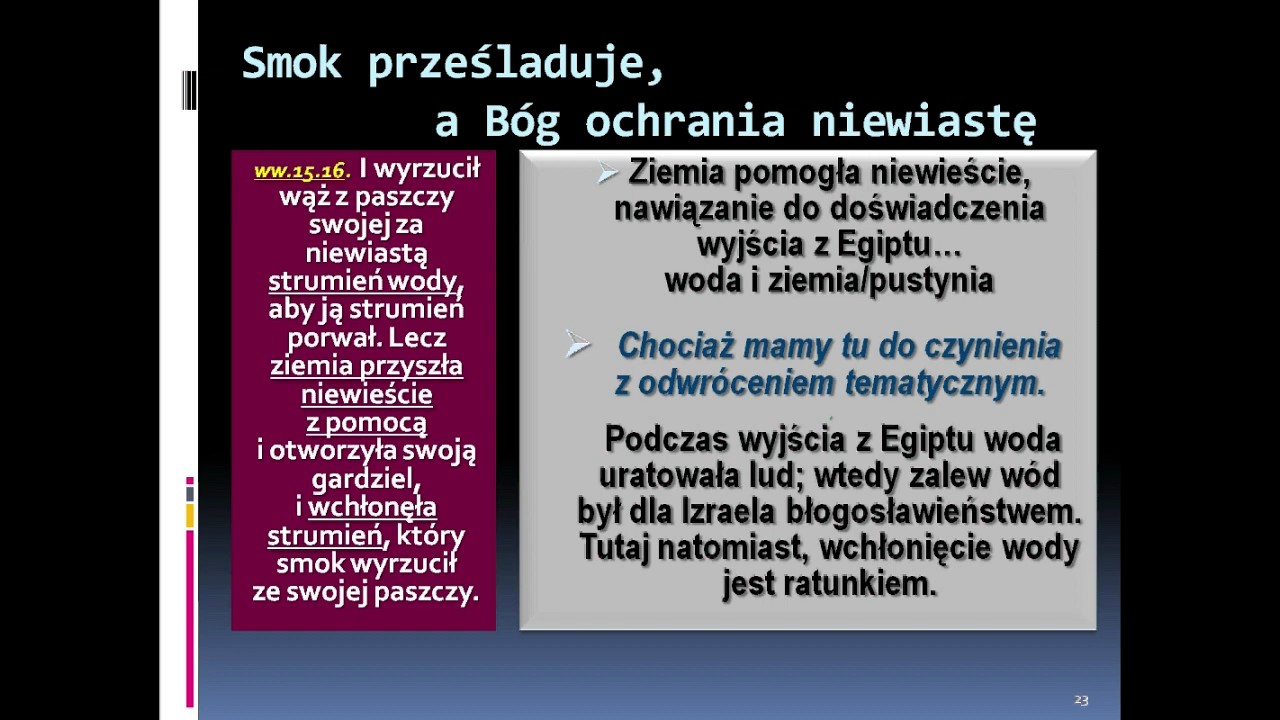 Smok prześladuje,
a Bóg ochrania niewiastę
ww.15.16. I wyrzucił
wąż z paszczy
swojej za
niewiastą
strumień wody,
aby ją strumień
porwał. Lecz
ziemia przyszła
niewieście
z pomocą
i otworzyła swoją
gardziel,
i wchłonęła
strumień, który
smok wyrzucił
ze swojej paszczy.
Ziemia pomogła niewieście,
nawiązanie do doświadczenia
wyjścia z Egiptu…
woda i ziemia/pustynia
Chociaż mamy tu do czynienia
z odwróceniem tematycznym.
Podczas wyjścia z Egiptu woda
uratowała lud; wtedy zalew wód
był dla Izraela błogosławieństwem.
Tutaj natomiast, wchłonięcie wody
jest ratunkiem.
23